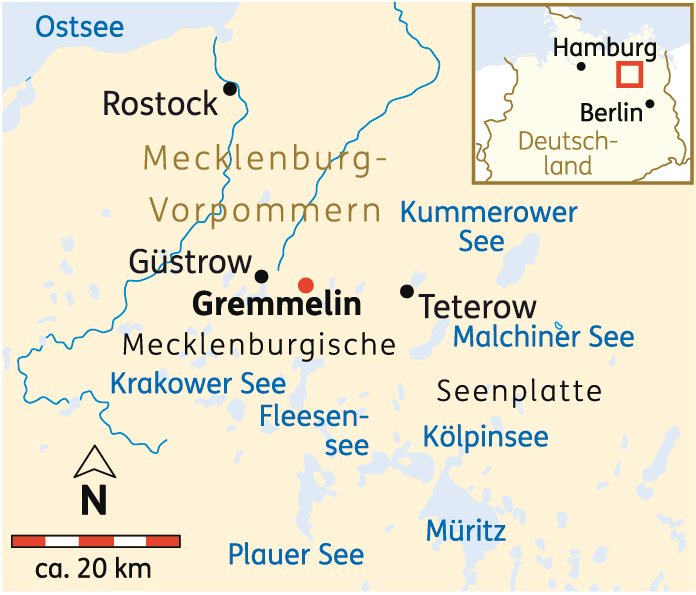 Ostsee
Hamburg
Berlin
Deutsch-
land
Rostock
Mecklenburg-
Vorpommern
Kummerower
See
Güstrow
Gremmelin
Teterow
Malchiner See
Mecklenburgische
Seenplatte
Krakower See
Fleesen-
see
Kölpinsee
N
Müritz
Plauer See
ca. 20 km